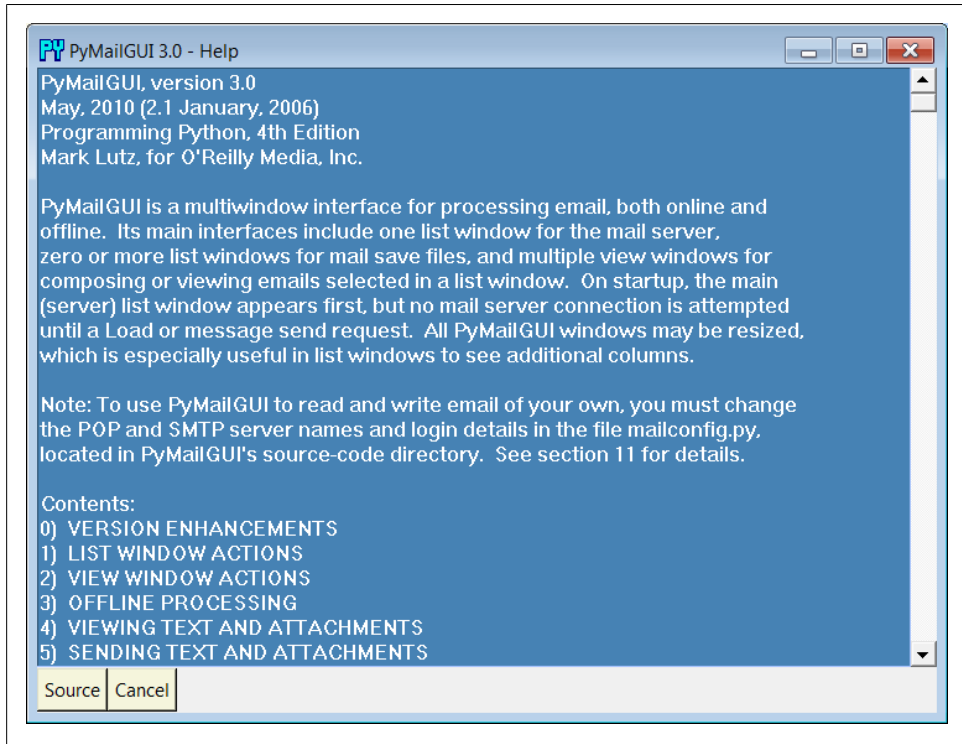 PY PyMailGUI 3.0 - Help
PyMailGUI, version 3.0
May, 2010 (2.1 January, 2006)
Programming Python, 4th Edition
Mark Lutz, for O'Reilly Media, Inc.
PyMailGUI is a multiwindow interface for processing email, both online and
offline.  Its main interfaces include one list window for the mail server,
zero or more list windows for mail save files, and multiple view windows for
composing or viewing emails selected in a list window.  On startup, the main
(server) list window appears first, but no mail server connection is attempted
until a Load or message send request.  All PyMailGUI windows may be resized,
which is especially useful in list windows to see additional columns.
Note: To use PyMailGUI to read and write email of your own, you must change
the POP and SMTP server names and login details in the file mailconfig.py,
located in PyMailGUI's source-code directory.  See section 11 for details.
Contents:
0)  VERSION ENHANCEMENTS
1)  LIST WINDOW ACTIONS
2)  VIEW WINDOW ACTIONS
3)  OFFLINE PROCESSING
4)  VIEWING TEXT AND ATTACHMENTS
5)  SENDING TEXT AND ATTACHMENTS
Source Cancel